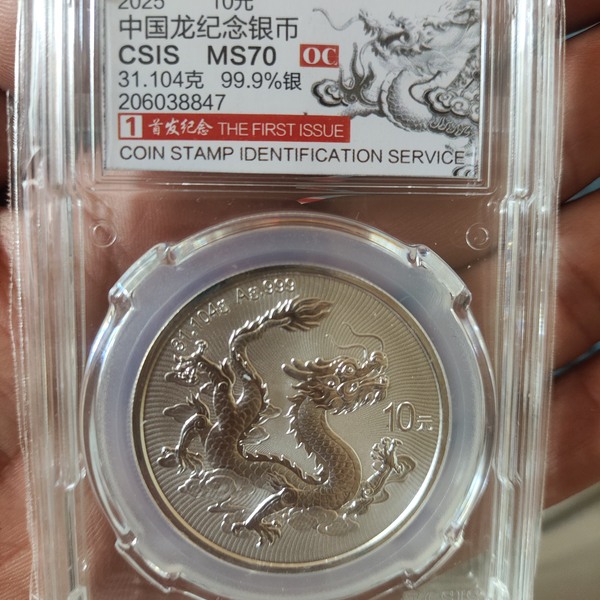 2025 10元
中国龙纪念银币
CSIS MS70 OC
31.104克 99.9%银
206038847
1 首发纪念 THE FIRST ISSUE
COIN STAMP IDENTIFICATION SERVICE
31.104g Ag.999
10元